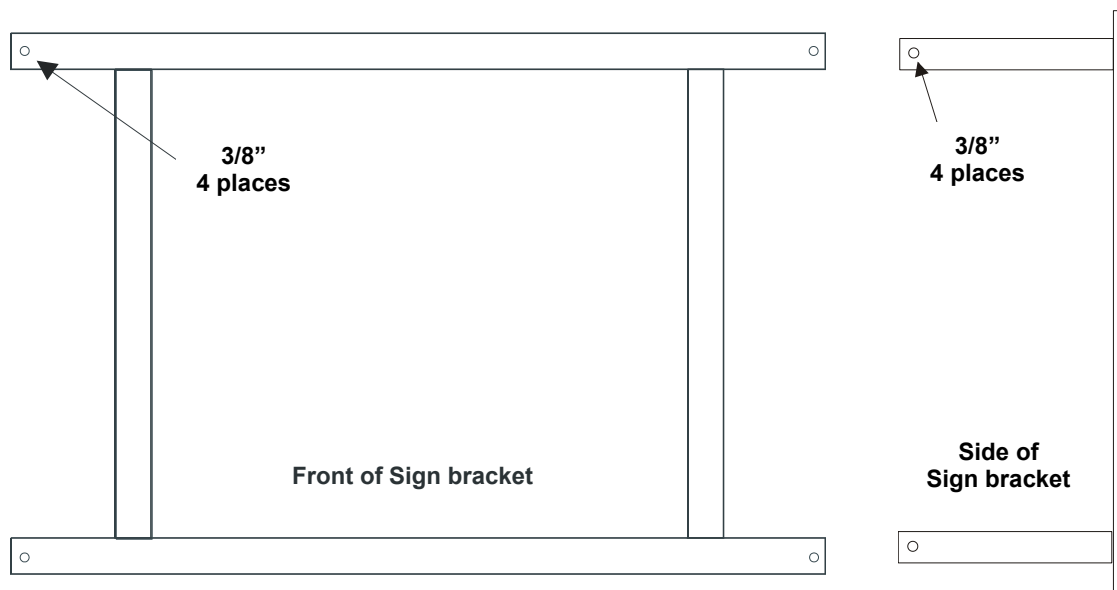 3/8”
4 places
3/8”
4 places
Front of Sign bracket
Side of
Sign bracket